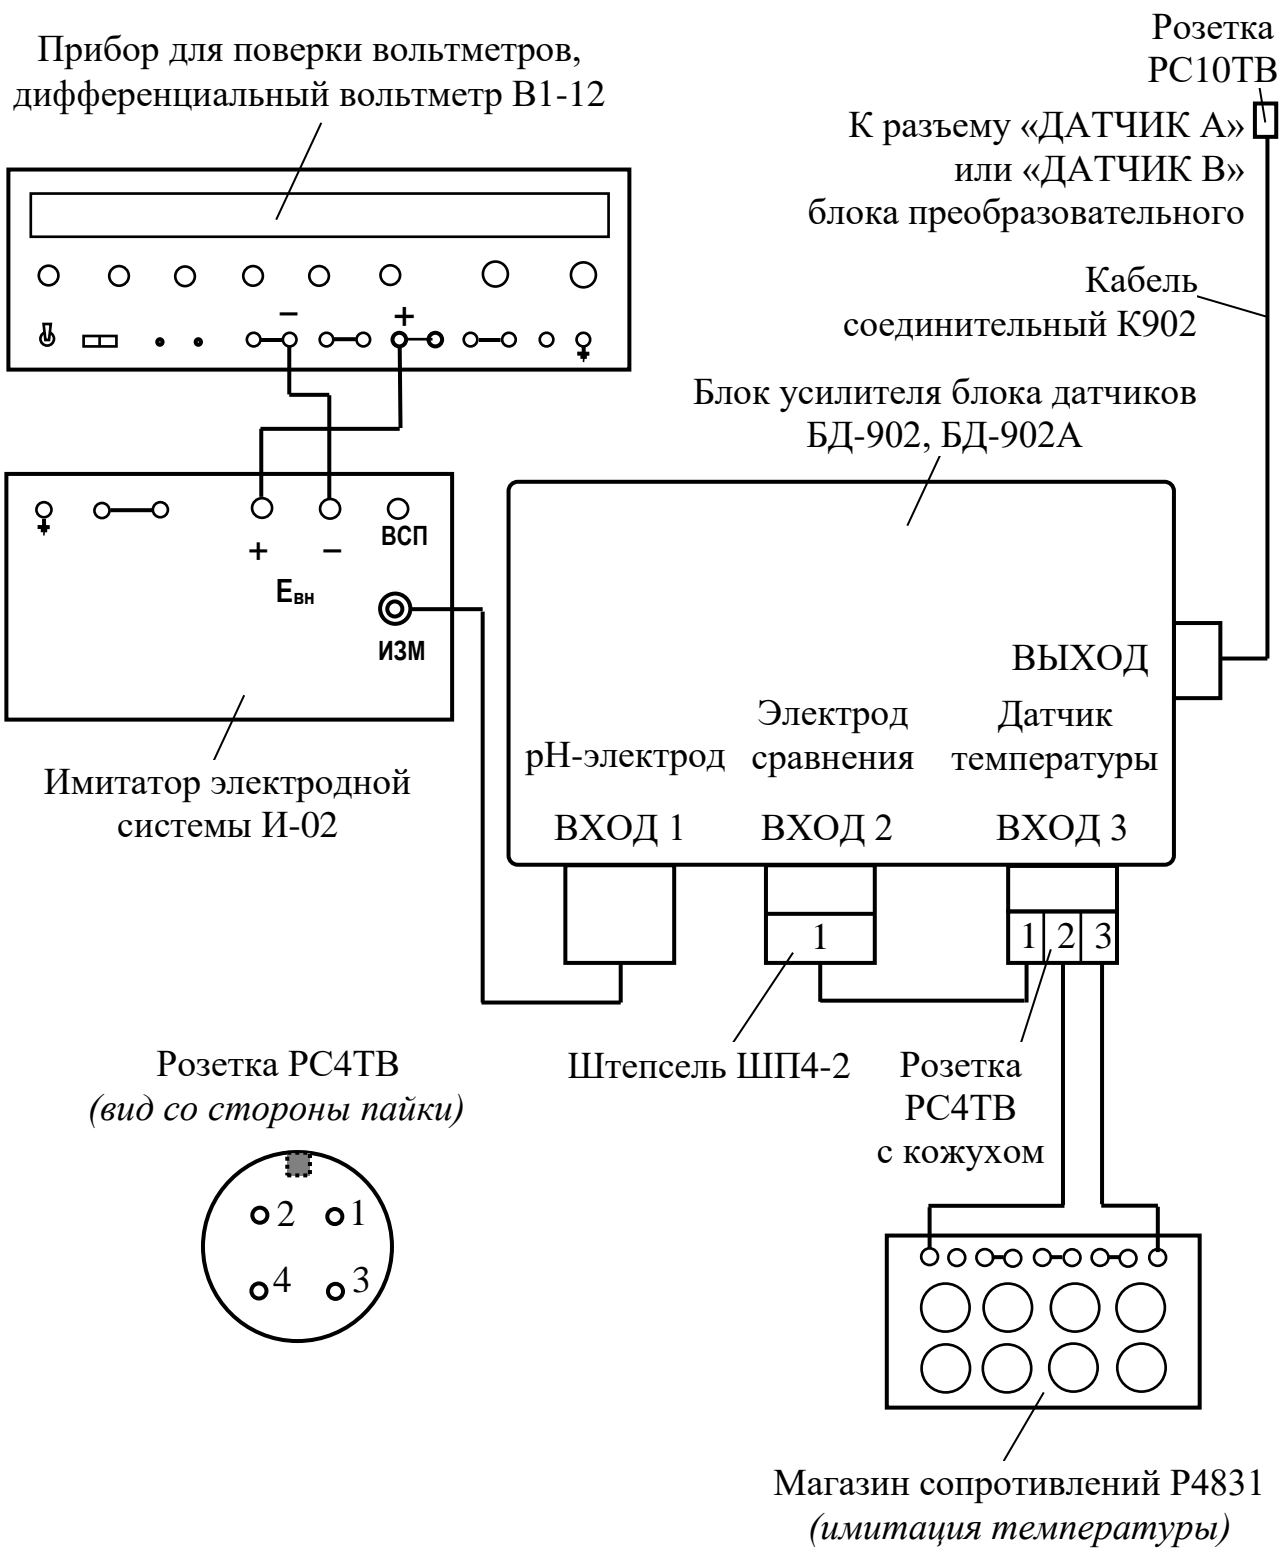 Прибор для поверки вольтметров,
дифференциальный вольтметр В1-12
Розетка
РС10ТВ
К разъему «ДАТЧИК А»
или «ДАТЧИК В»
блока преобразовательного
Кабель
соединительный К902
– +
Блок усилителя блока датчиков
БД-902, БД-902А
+ –
ВСП
Евн
ИЗМ
Имитатор электродной
системы И-02
ВЫХОД
рН-электрод
Электрод
сравнения
Датчик
температуры
ВХОД 1 ВХОД 2 ВХОД 3
1 1 2 3
Штепсель ШП4-2
Розетка
РС4ТВ
с кожухом
Розетка РС4ТВ
(вид со стороны пайки)
2 1
4 3
Магазин сопротивлений Р4831
(имитация температуры)